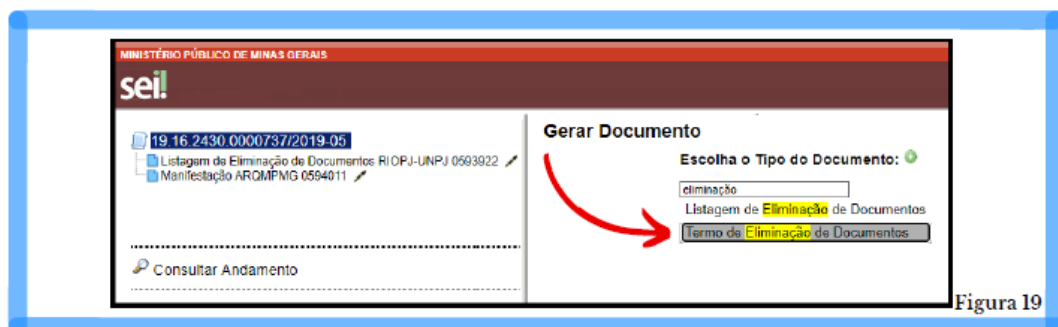 MINISTÉRIO PÚBLICO DE MINAS GERAIS
sei!
19.16.2430.0000737/2019-05
Listagem de Eliminação de Documentos RIOPJ-UNPJ 0593922
Manifestação ARQMPMG 0594011
Consultar Andamento
Gerar Documento
Escolha o Tipo do Documento:
eliminação
Listagem de Eliminação de Documentos
Termo de Eliminação de Documentos
Figura 19